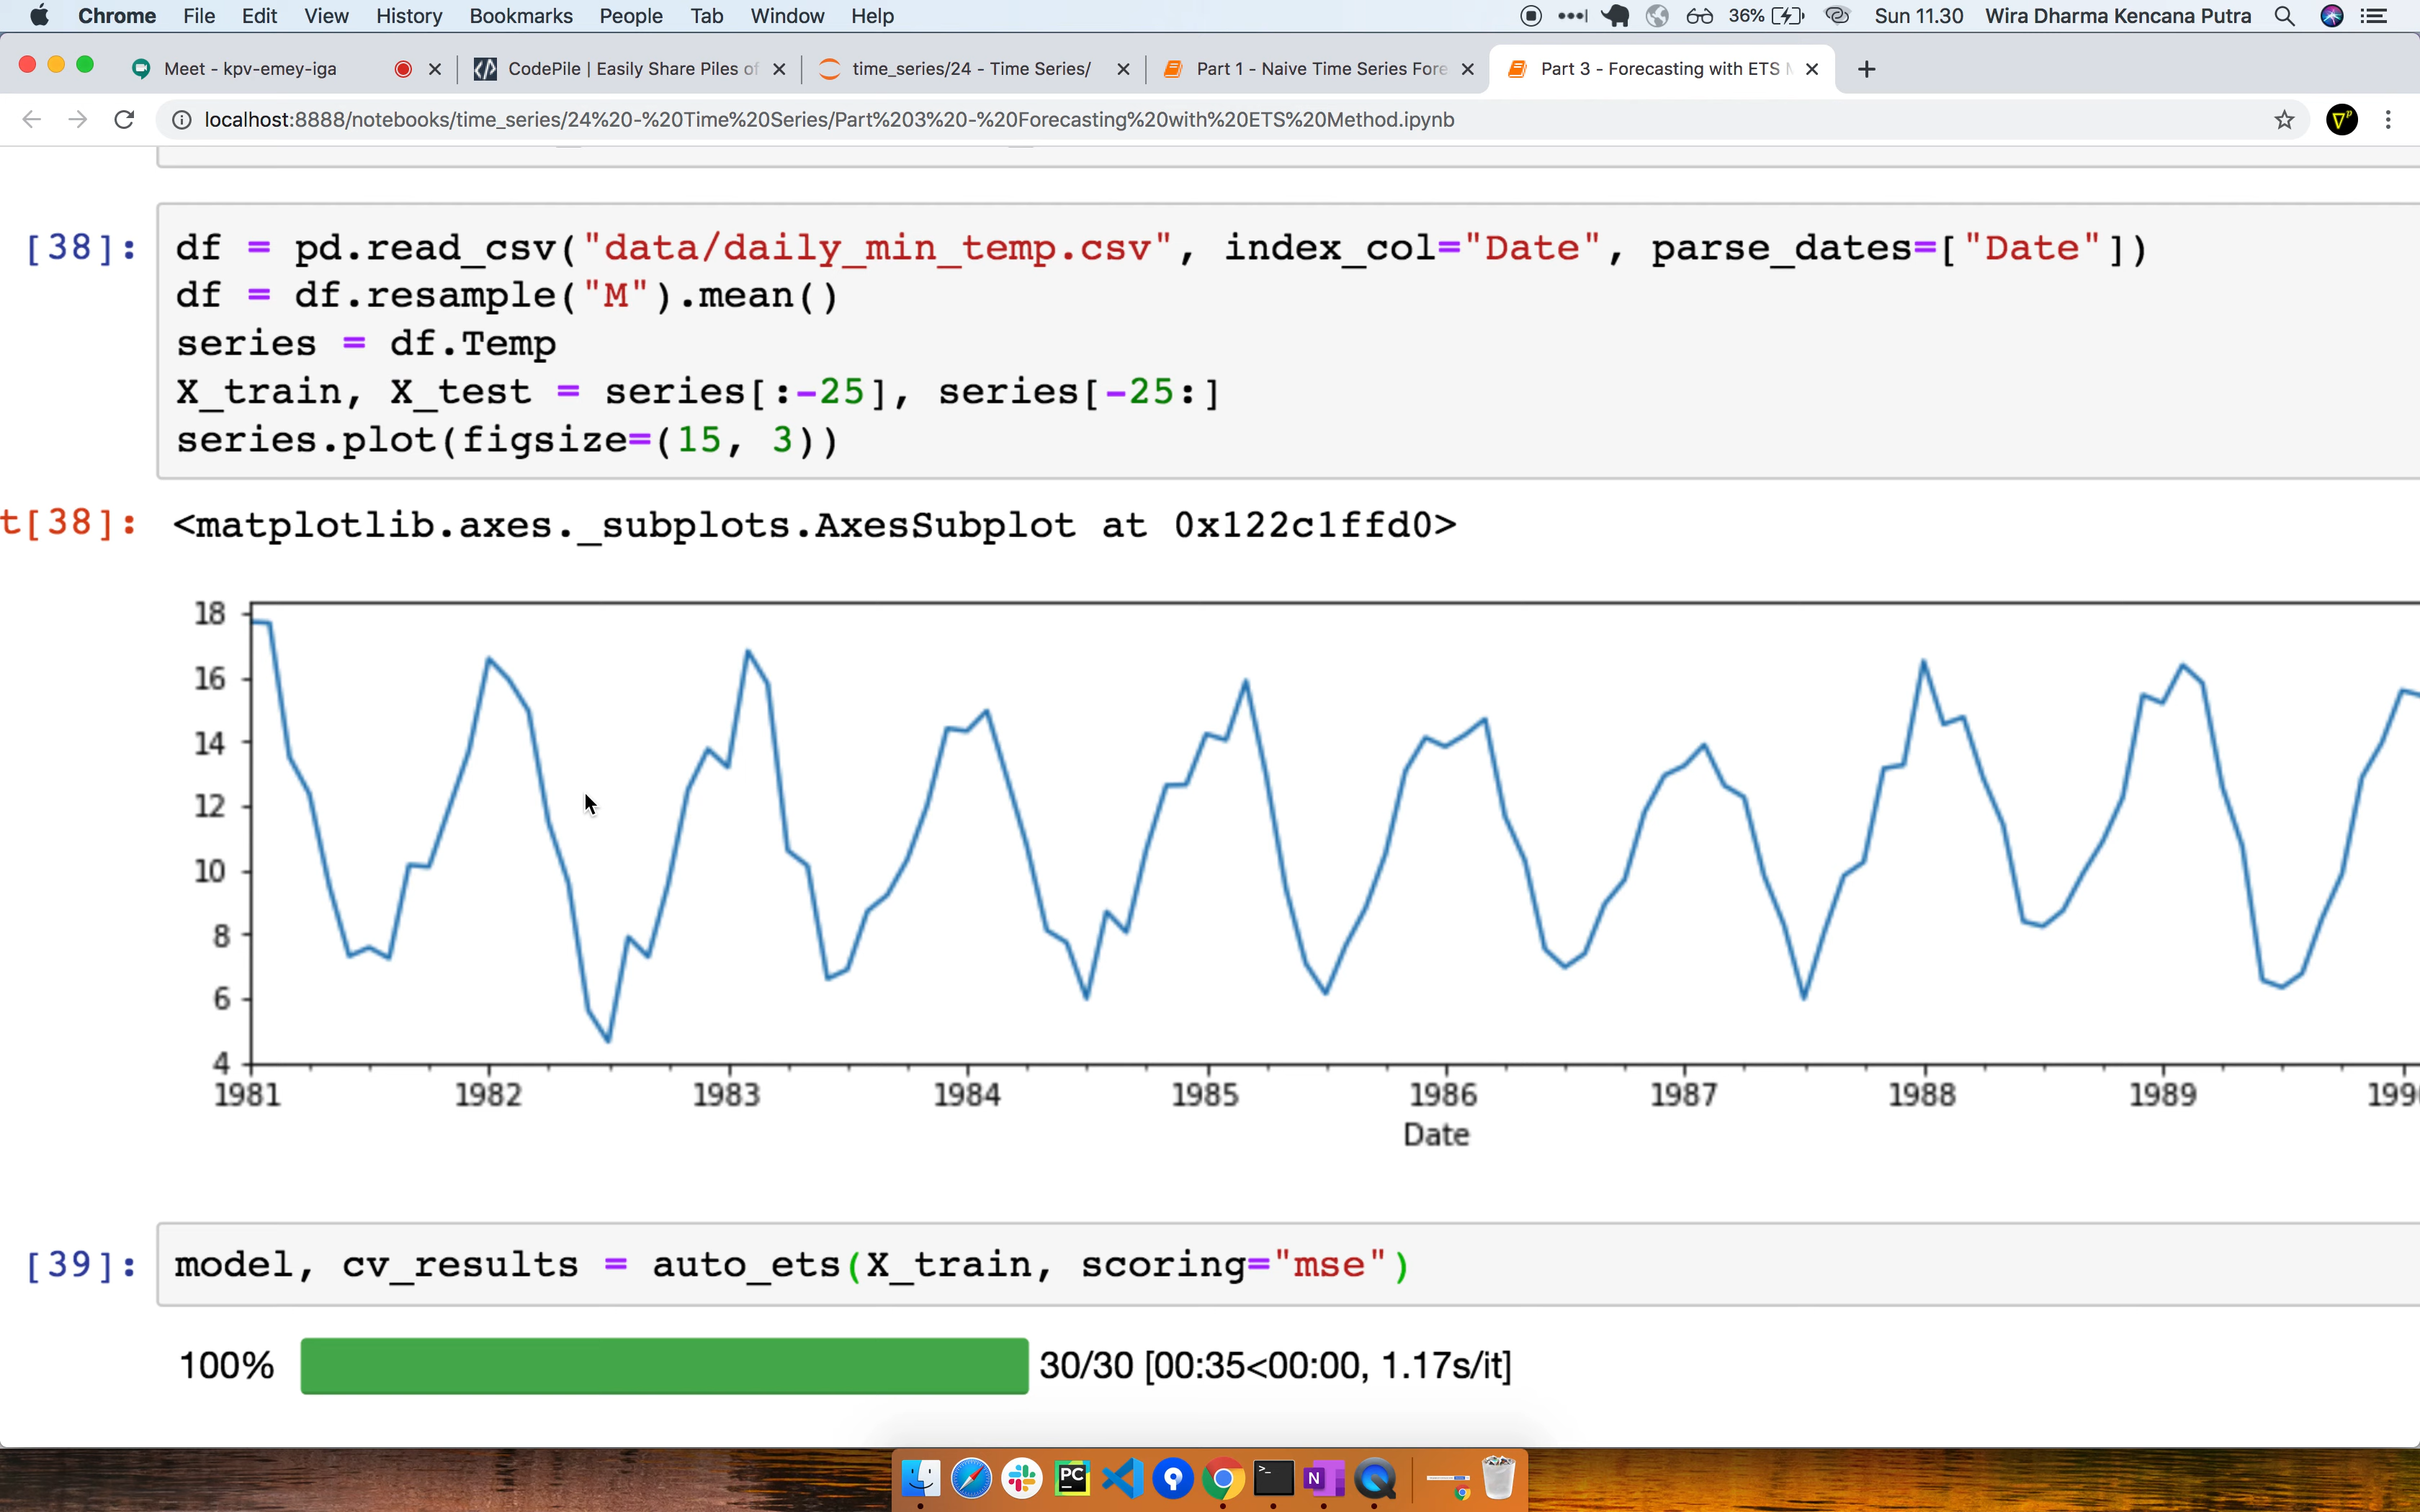 Chrome File Edit View History Bookmarks People Tab Window Help 36% Sun 11.30 Wira Dharma Kencana Putra
Meet - kpv-emey-iga CodePile | Easily Share Piles of time_series/24 - Time Series/ Part 1 - Naive Time Series Fore Part 3 - Forecasting with ETS
localhost:8888/notebooks/time_series/24%20-%20Time%20Series/Part%203%20-%20Forecasting%20with%20ETS%20Method.ipynb
[38]: df = pd.read_csv("data/daily_min_temp.csv", index_col="Date", parse_dates=["Date"])
df = df.resample("M").mean()
series = df.Temp
X_train, X_test = series[:-25], series[-25:]
series.plot(figsize=(15, 3))
t[38]: <matplotlib.axes._subplots.AxesSubplot at 0x122c1ffd0>
18
16
14
12
10
8
6
4
1981 1982 1983 1984 1985 1986 1987 1988 1989 199
Date
[39]: model, cv_results = auto_ets(X_train, scoring="mse")
100% 30/30 [00:35<00:00, 1.17s/it]
PC
N